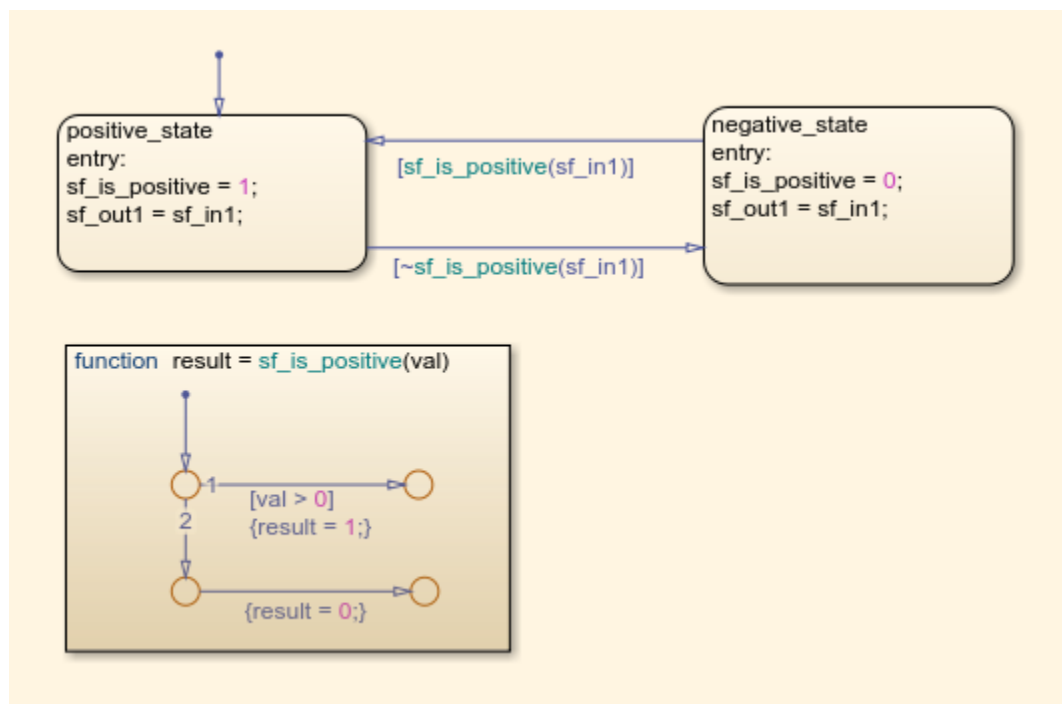 positive_state
entry:
sf_is_positive = 1;
sf_out1 = sf_in1;
[sf_is_positive(sf_in1)]
[~sf_is_positive(sf_in1)]
negative_state
entry:
sf_is_positive = 0;
sf_out1 = sf_in1;
function result = sf_is_positive(val)
1
[val > 0]
{result = 1;}
2
{result = 0;}